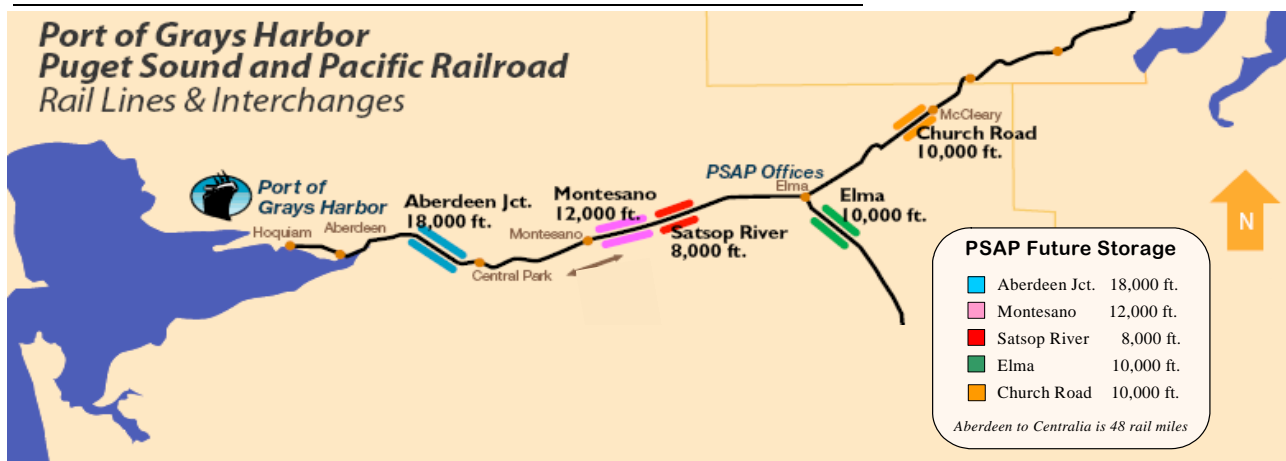 Port of Grays Harbor
Puget Sound and Pacific Railroad
Rail Lines & Interchanges
McCleary
Church Road
10,000 ft.
PSAP Offices
Elma
Port of
Grays Harbor
Aberdeen Jct.
18,000 ft.
Montesano
12,000 ft.
Elma
10,000 ft.
Hoquiam
Aberdeen
Montesano
Satsop River
8,000 ft.
Central Park
N
PSAP Future Storage
Aberdeen Jct. 18,000 ft.
Montesano 12,000 ft.
Satsop River 8,000 ft.
Elma 10,000 ft.
Church Road 10,000 ft.
Aberdeen to Centralia is 48 rail miles